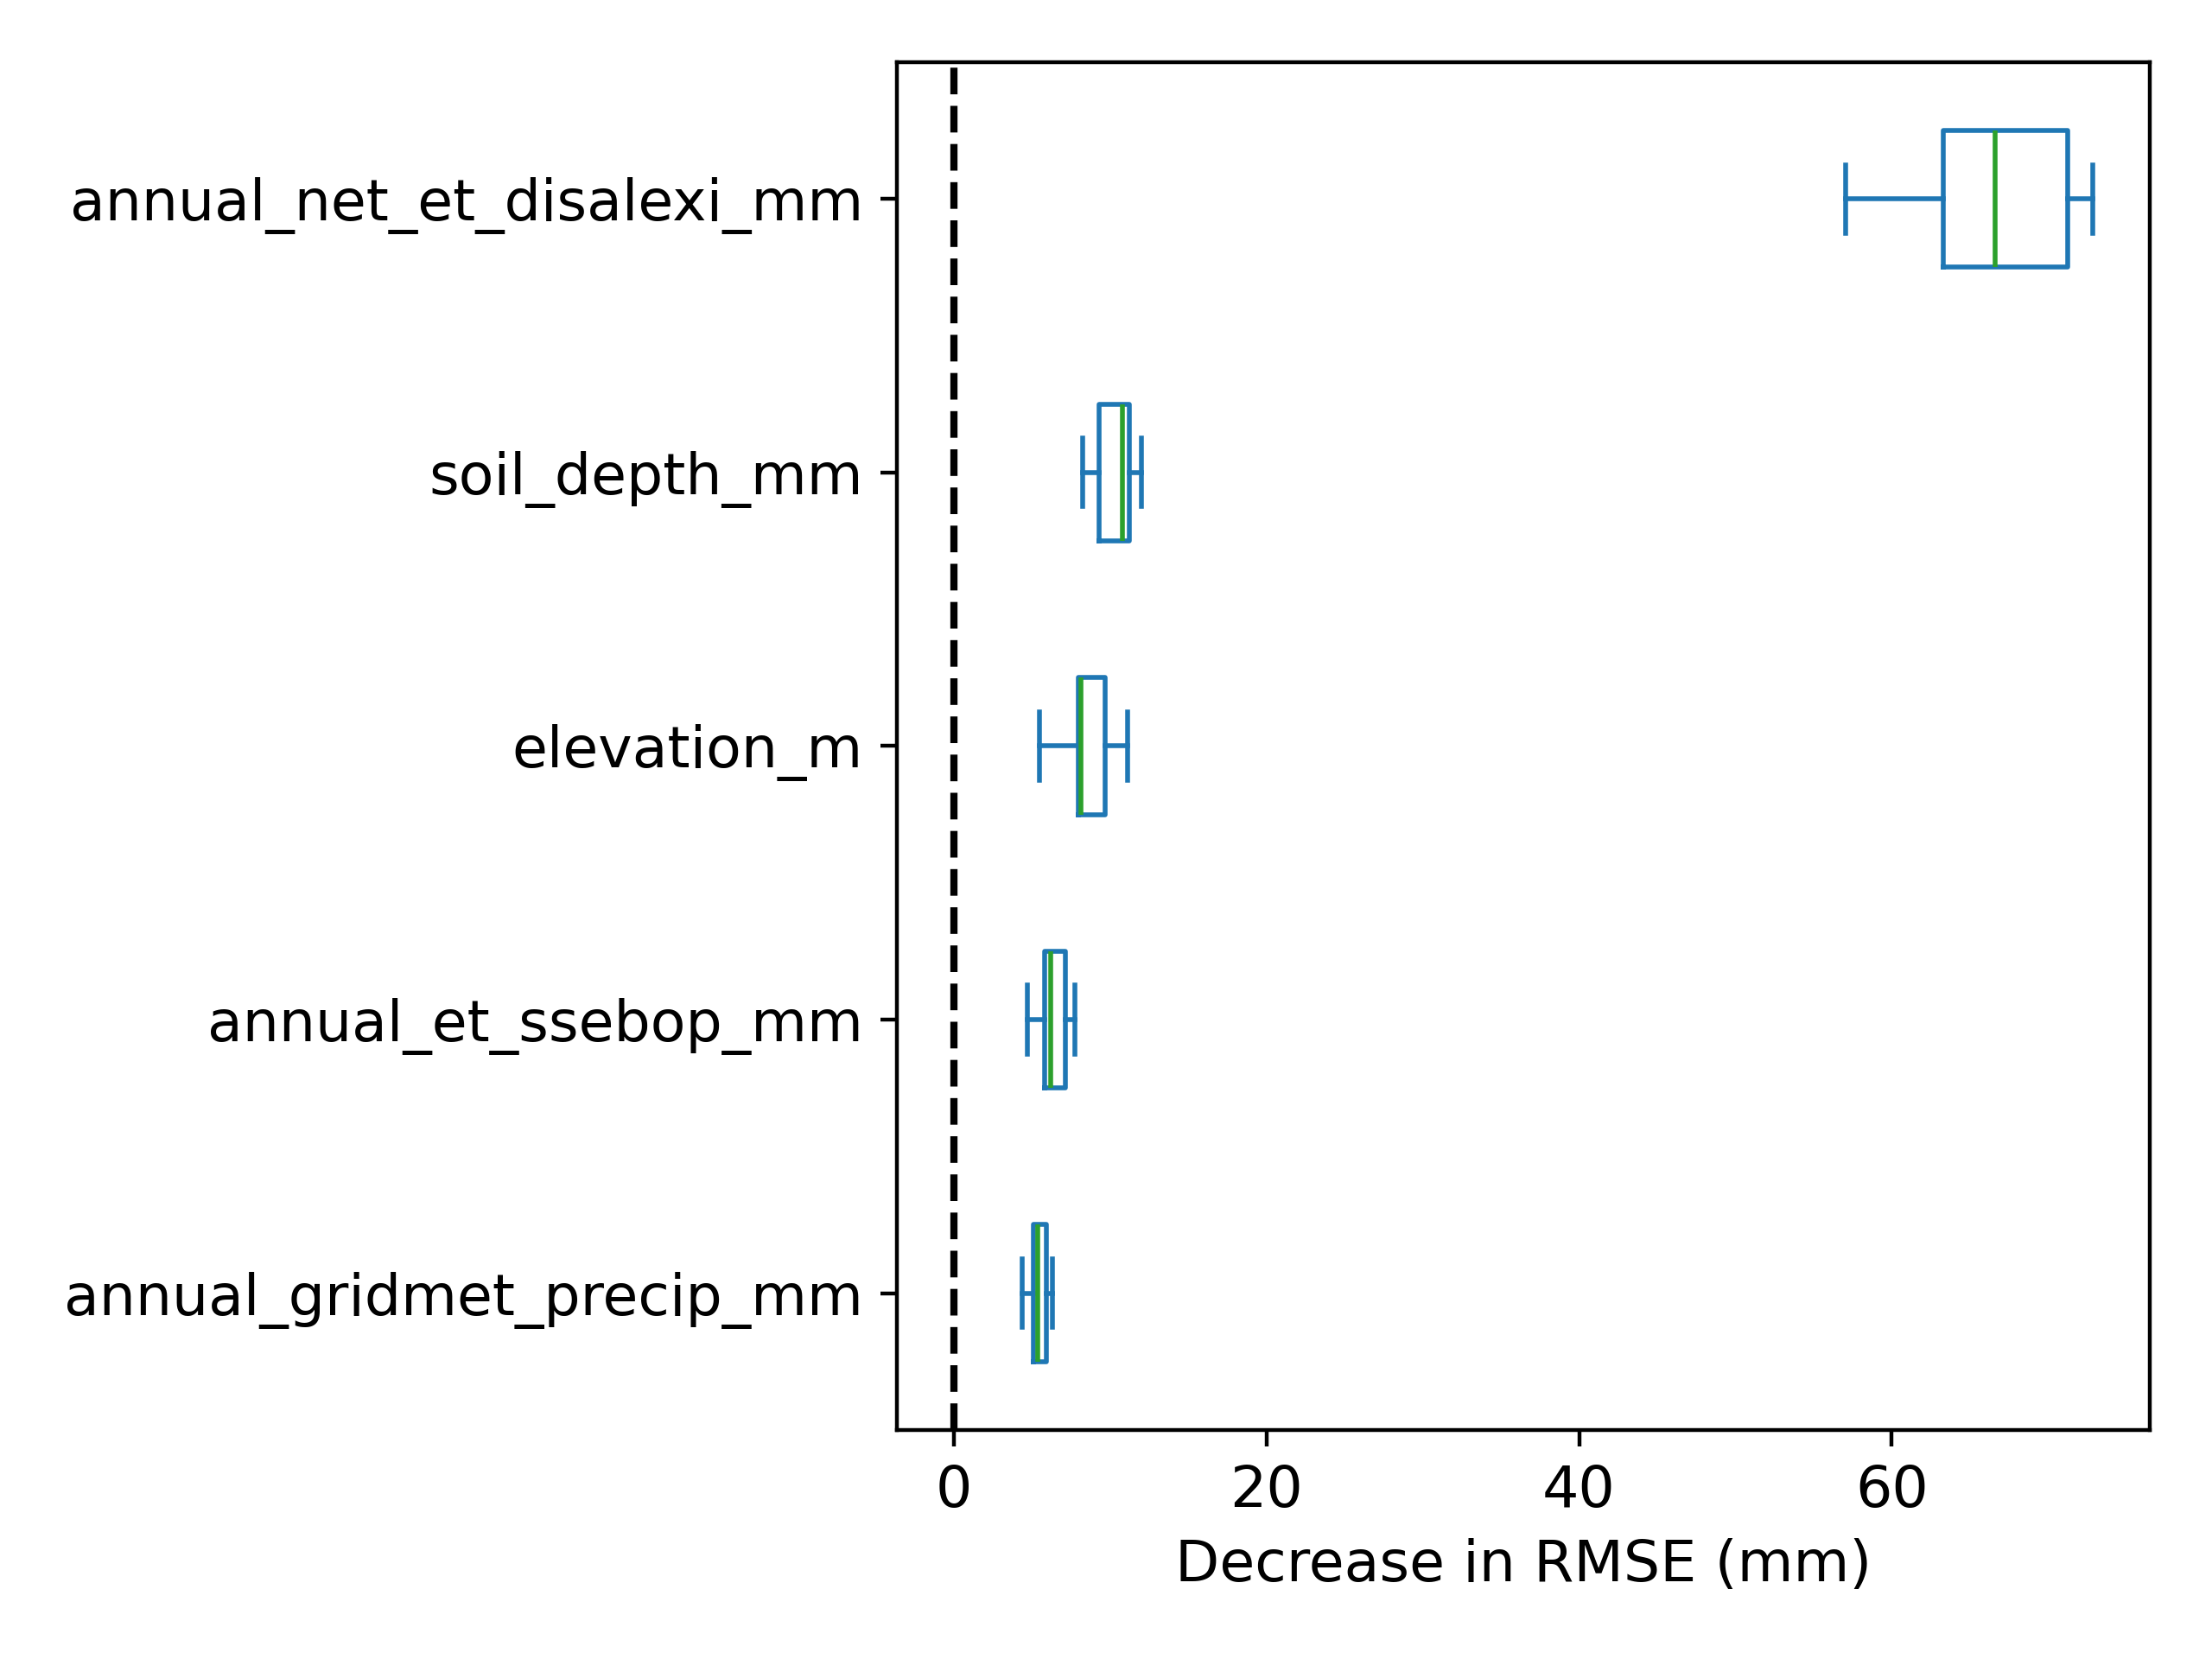 annual_net_et_disalexi_mm
soil_depth_mm
elevation_m
annual_et_ssebop_mm
annual_gridmet_precip_mm
0 20 40 60
Decrease in RMSE (mm)